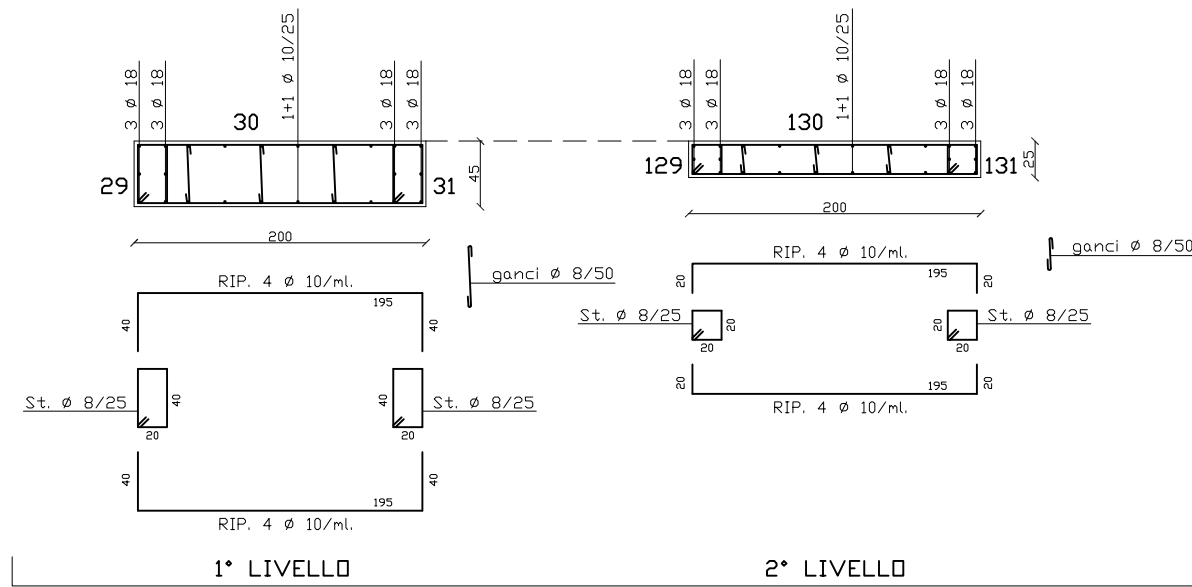 3 ø 18
3 ø 18
1+1 ø 10/25
3 ø 18
3 ø 18
30
29
31
45
200
RIP. 4 ø 10/ml.
195
40
40
ganci ø 8/50
St. ø 8/25
40
20
40
20
St. ø 8/25
40
40
195
RIP. 4 ø 10/ml.
1° LIVELLO
3 ø 18
3 ø 18
1+1 ø 10/25
3 ø 18
3 ø 18
130
129
131
25
200
RIP. 4 ø 10/ml.
195
20
20
ganci ø 8/50
St. ø 8/25
20
20
20
20
St. ø 8/25
20
20
195
RIP. 4 ø 10/ml.
2° LIVELLO